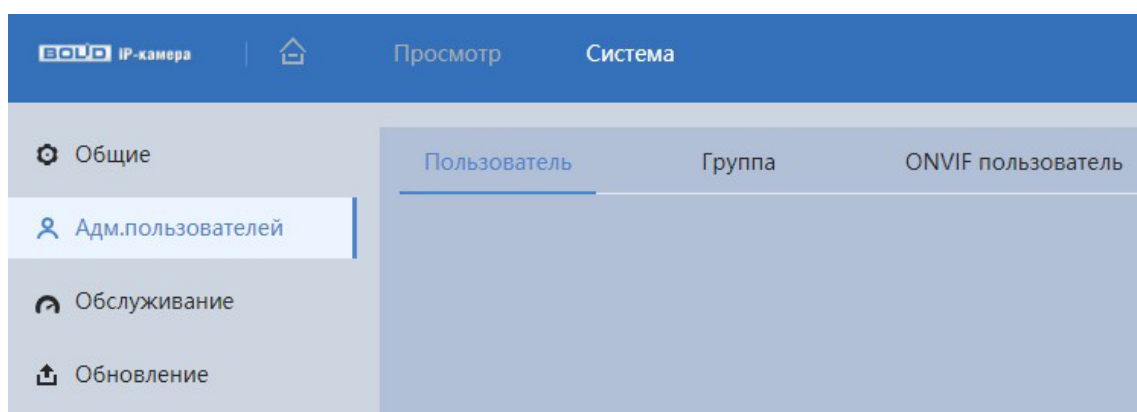 BOLID IP-камера
Просмотр
Система
Общие
Адм.пользователей
Обслуживание
Обновление
Пользователь
Группа
ONVIF пользователь